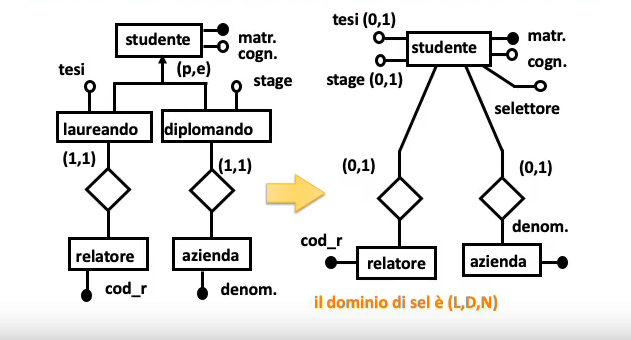 studente
matr.
cogn.
(p,e)
tesi
stage
laureando
diplomando
(1,1)
(1,1)
relatore
azienda
cod_r
denom.
tesi (0,1)
studente
matr.
cogn.
stage (0,1)
selettore
(0,1)
(0,1)
denom.
cod_r
relatore
azienda
il dominio di sel è (L,D,N)